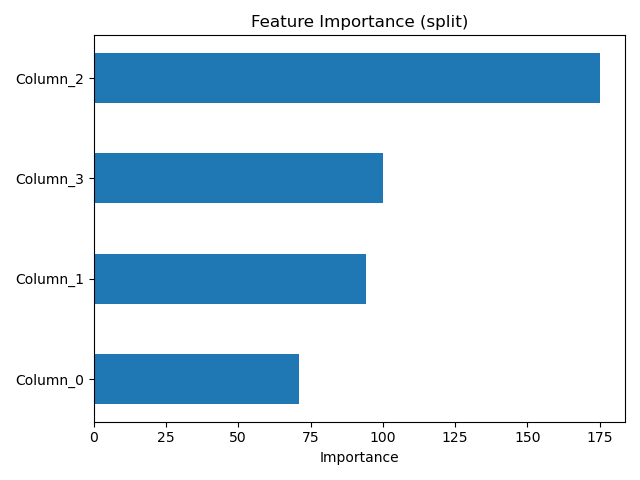 Feature Importance (split)
Column_2
Column_3
Column_1
Column_0
0 25 50 75 100 125 150 175
Importance